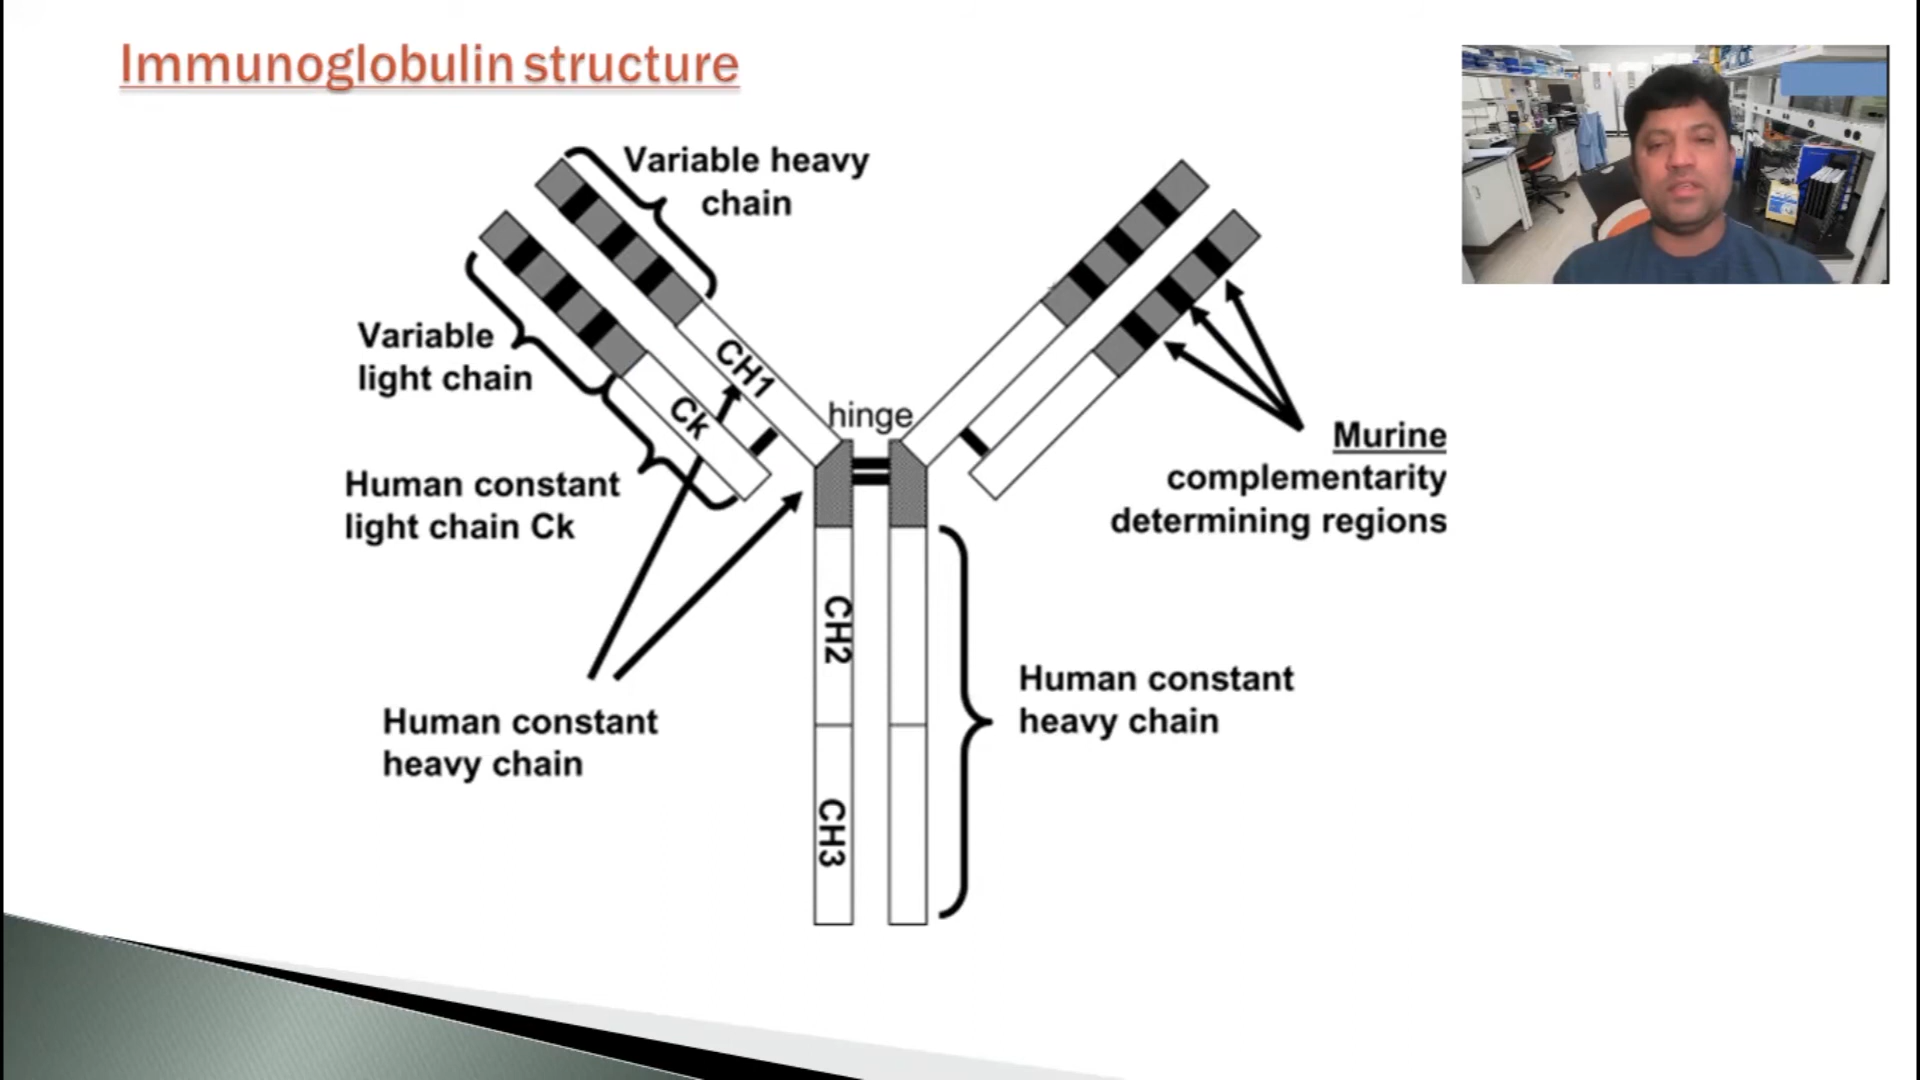 Immunoglobulin structure
Variable heavy
chain
Variable
light chain
CH1
Ck
hinge
Human constant
light chain Ck
Murine
complementarity
determining regions
CH2
Human constant
heavy chain
Human constant
heavy chain
CH3